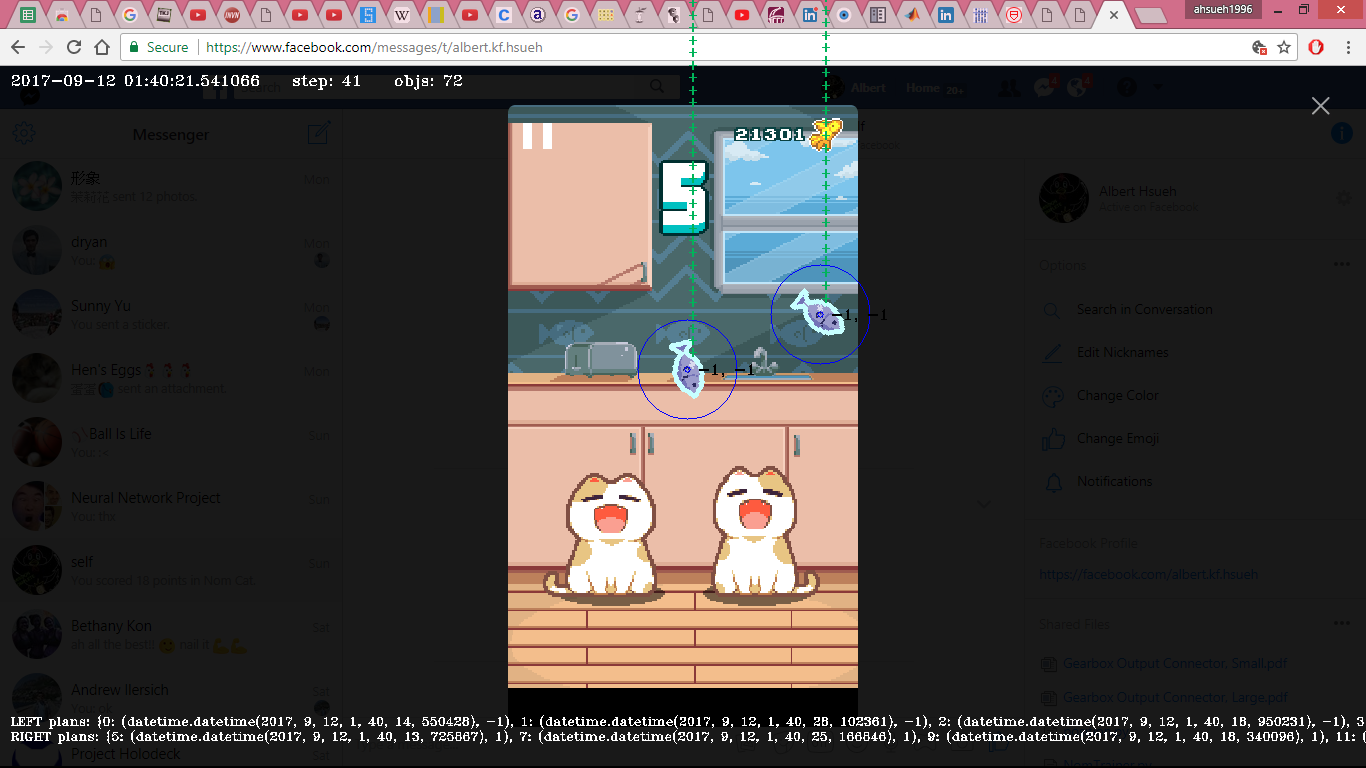 ahsueh1996
Secure https://www.facebook.com/messages/t/albert.kf.hsueh
2017-09-12 01:40:21.541066 step: 41 objs: 72
Albert Home 20+
Messenger
形象 Mon
sent 12 photos.
dryan Mon
You:
Sunny Yu Mon
You sent a sticker.
Hen's Eggs Mon
sent an attachment.
Ball Is Life Sun
You: :<
Neural Network Project Sun
You: thx
self Sun
You scored 18 points in Nom Cat.
Bethany Kon Sat
ah all the best!! nail it
Andrew Ilersich Sat
You: ok
Project Holodeck
21301
5
-1, -1
-1, -1
Albert Hsueh
Active on Facebook
Options
Search in Conversation
Edit Nicknames
Change Color
Change Emoji
Notifications
Facebook Profile
https://facebook.com/albert.kf.hsueh
Shared Files
Gearbox Output Connector, Small.pdf
Gearbox Output Connector, Large.pdf
NomTrainer.py
LEFT plans: {0: (datetime.datetime(2017, 9, 12, 1, 40, 14, 550428), -1), 1: (datetime.datetime(2017, 9, 12, 1, 40, 28, 102361), -1), 2: (datetime.datetime(2017, 9, 12, 1, 40, 18, 950231), -1), 3
RIGHT plans: {5: (datetime.datetime(2017, 9, 12, 1, 40, 13, 725867), 1), 7: (datetime.datetime(2017, 9, 12, 1, 40, 25, 166846), 1), 9: (datetime.datetime(2017, 9, 12, 1, 40, 18, 340096), 1), 11: (